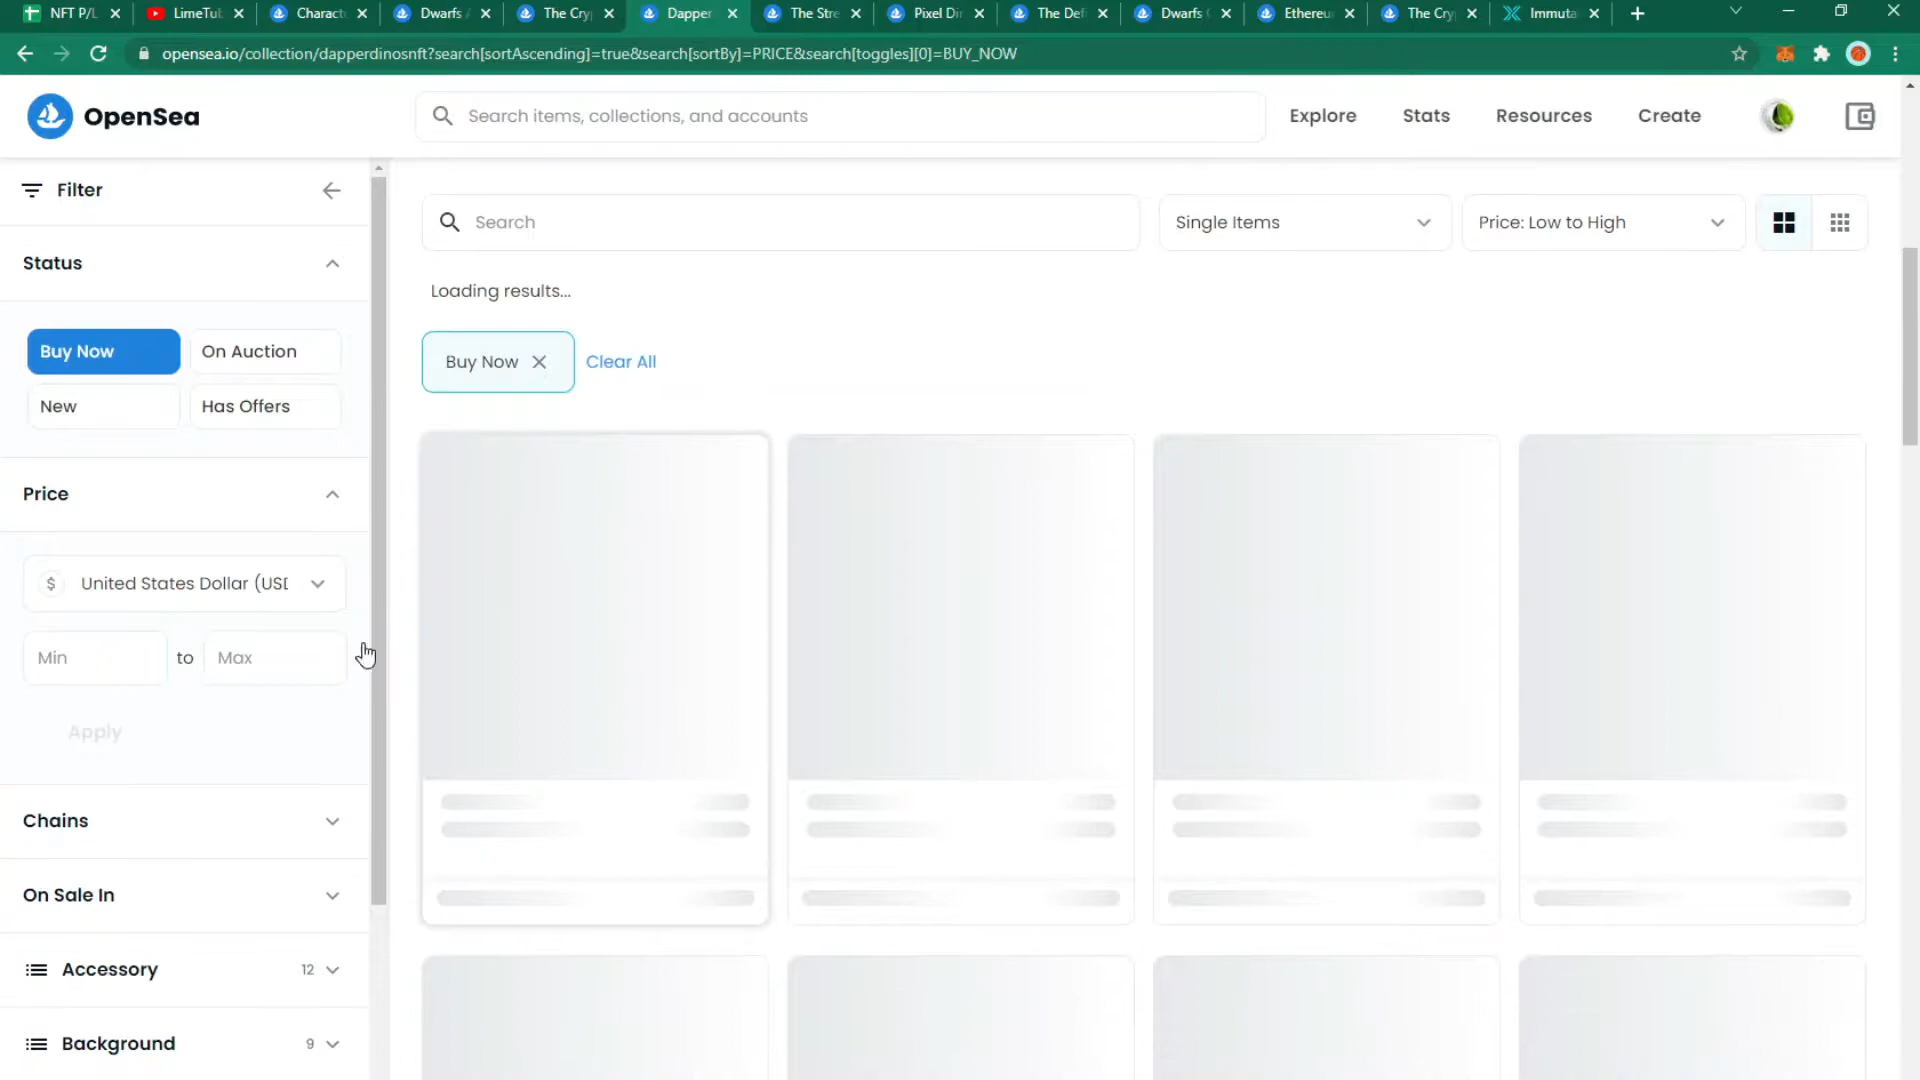 NFT P/L
LimeTu
Charact
Dwarfs
The Cry
Dapper
The Stre
Pixel Di
The Def
Dwarfs
Ethereu
The Cry
Immuta
opensea.io/collection/dapperdinosnft?search[sortAscending]=true&search[sortBy]=PRICE&search[toggles][0]=BUY_NOW
OpenSea
Search items, collections, and accounts
Explore
Stats
Resources
Create
Filter
Search
Single Items
Price: Low to High
Status
Loading results...
Buy Now
On Auction
Buy Now
Clear All
New
Has Offers
Price
$ United States Dollar (USD
Min to Max
Apply
Chains
On Sale In
Accessory 12
Background 9